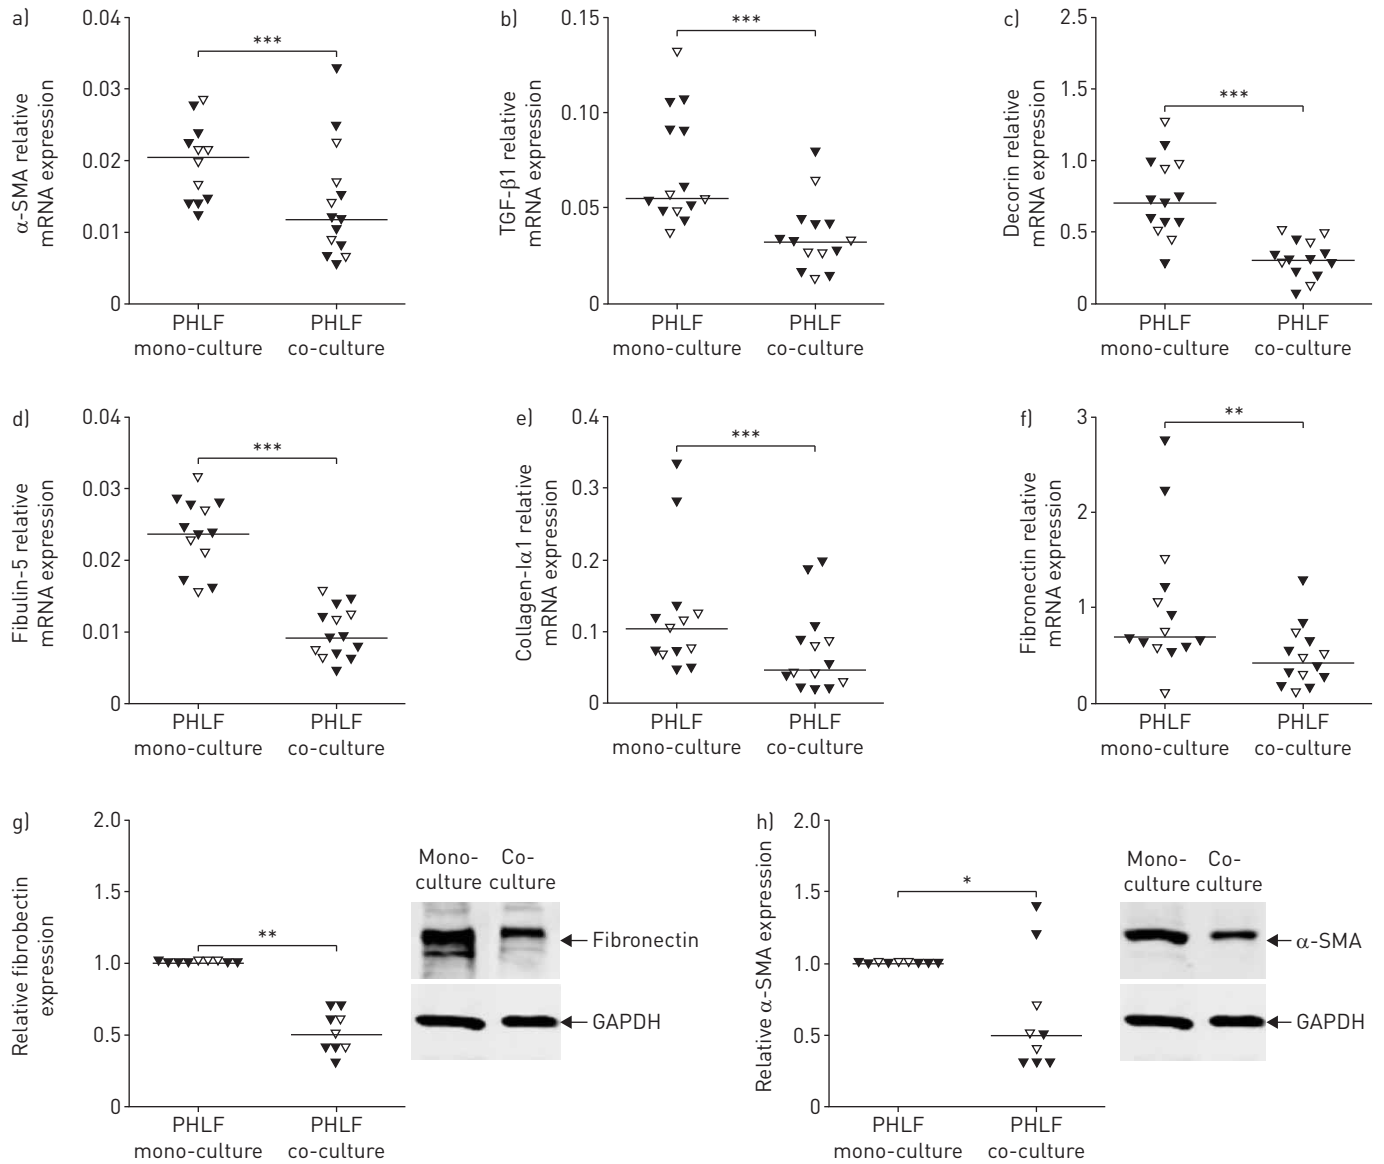 a)
α-SMA relative
mRNA expression
0.04
0.03
0.02
0.01
0
***
PHLF
mono-culture
PHLF
co-culture
b)
TGF-β1 relative
mRNA expression
0.15
0.10
0.05
0
***
PHLF
mono-culture
PHLF
co-culture
c)
Decorin relative
mRNA expression
2.5
1.5
1.0
0.5
0
***
PHLF
mono-culture
PHLF
co-culture
d)
Fibulin-5 relative
mRNA expression
0.04
0.03
0.02
0.01
0
***
PHLF
mono-culture
PHLF
co-culture
e)
Collagen-Iα1 relative
mRNA expression
0.4
0.3
0.2
0.1
0
***
PHLF
mono-culture
PHLF
co-culture
f)
Fibronectin relative
mRNA expression
3
2
1
0
**
PHLF
mono-culture
PHLF
co-culture
g)
Relative fibrobectin
expression
2.0
1.5
1.0
0.5
0
**
PHLF
mono-culture
PHLF
co-culture
Mono-
culture
Co-
culture
Fibronectin
GAPDH
h)
Relative α-SMA expression
2.0
1.5
1.0
0.5
0
*
PHLF
mono-culture
PHLF
co-culture
Mono-
culture
Co-
culture
α-SMA
GAPDH